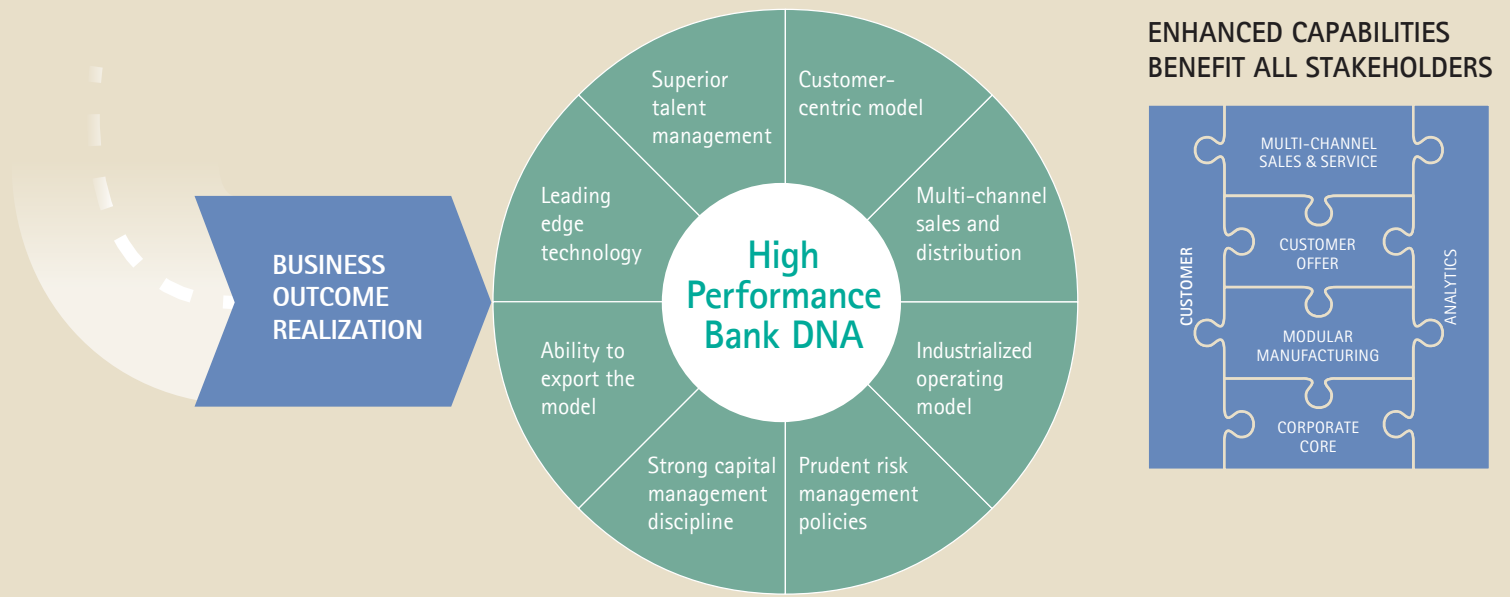 BUSINESS
OUTCOME
REALIZATION
High
Performance
Bank DNA
Customer-
centric model
Multi-channel
sales and
distribution
Industrialized
operating
model
Prudent risk
management
policies
Strong capital
management
discipline
Ability to
export the
model
Leading
edge
technology
Superior
talent
management
ENHANCED CAPABILITIES
BENEFIT ALL STAKEHOLDERS
CUSTOMER
MULTI-CHANNEL
SALES & SERVICE
CUSTOMER
OFFER
MODULAR
MANUFACTURING
CORPORATE
CORE
ANALYTICS